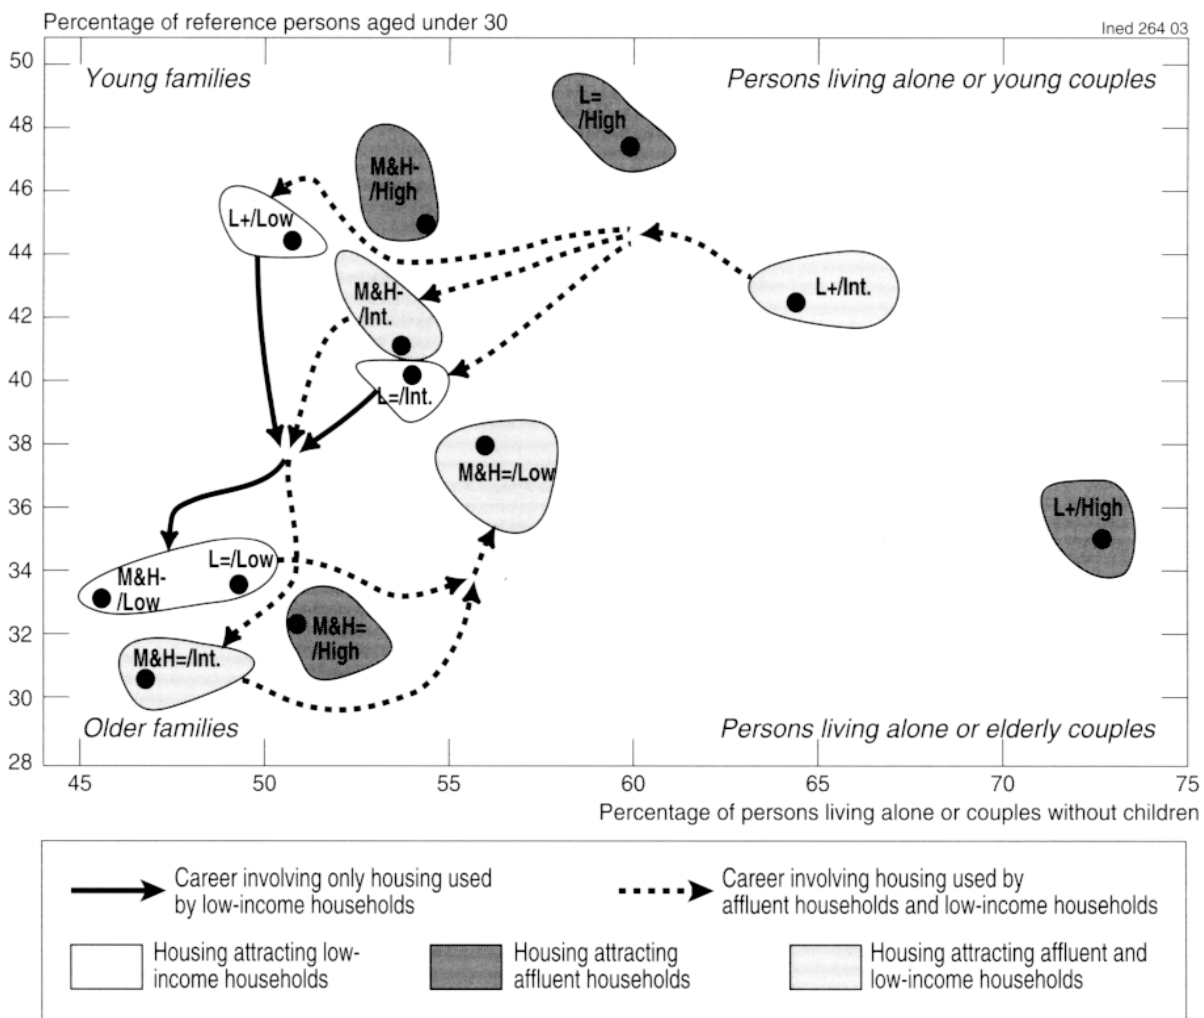 Percentage of reference persons aged under 30
Ined 264 03
50
Young families
Persons living alone or young couples
L=
/High
48
M&H-
/High
46
L+/Low
44
M&H-
/Int.
L+/Int.
42
40
L=/Int.
38
M&H=/Low
36
L+/High
34
L=/Low
M&H-
/Low
32
M&H=
/High
M&H=/Int.
30
Older families
Persons living alone or elderly couples
28
45
50
55
60
65
70
75
Percentage of persons living alone or couples without children
Career involving only housing used
by low-income households
Career involving housing used by
affluent households and low-income households
Housing attracting low-
income households
Housing attracting
affluent households
Housing attracting affluent and
low-income households